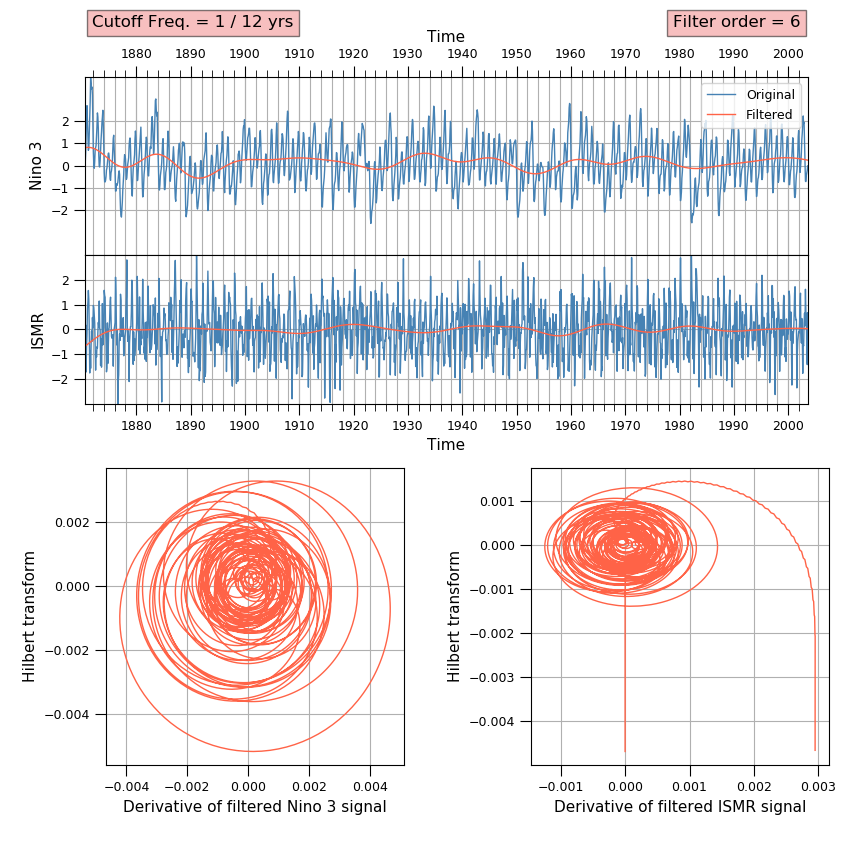 Cutoff Freq. = 1 / 12 yrs
Filter order = 6
Time
1880 1890 1900 1910 1920 1930 1940 1950 1960 1970 1980 1990 2000
Original
Filtered
Nino 3
2
1
0
−1
−2
ISMR
2
1
0
−1
−2
1880 1890 1900 1910 1920 1930 1940 1950 1960 1970 1980 1990 2000
Time
Hilbert transform
0.002
0.000
−0.002
−0.004
−0.004 −0.002 0.000 0.002 0.004
Derivative of filtered Nino 3 signal
Hilbert transform
0.001
0.000
−0.001
−0.002
−0.003
−0.004
−0.001 0.000 0.001 0.002 0.003
Derivative of filtered ISMR signal